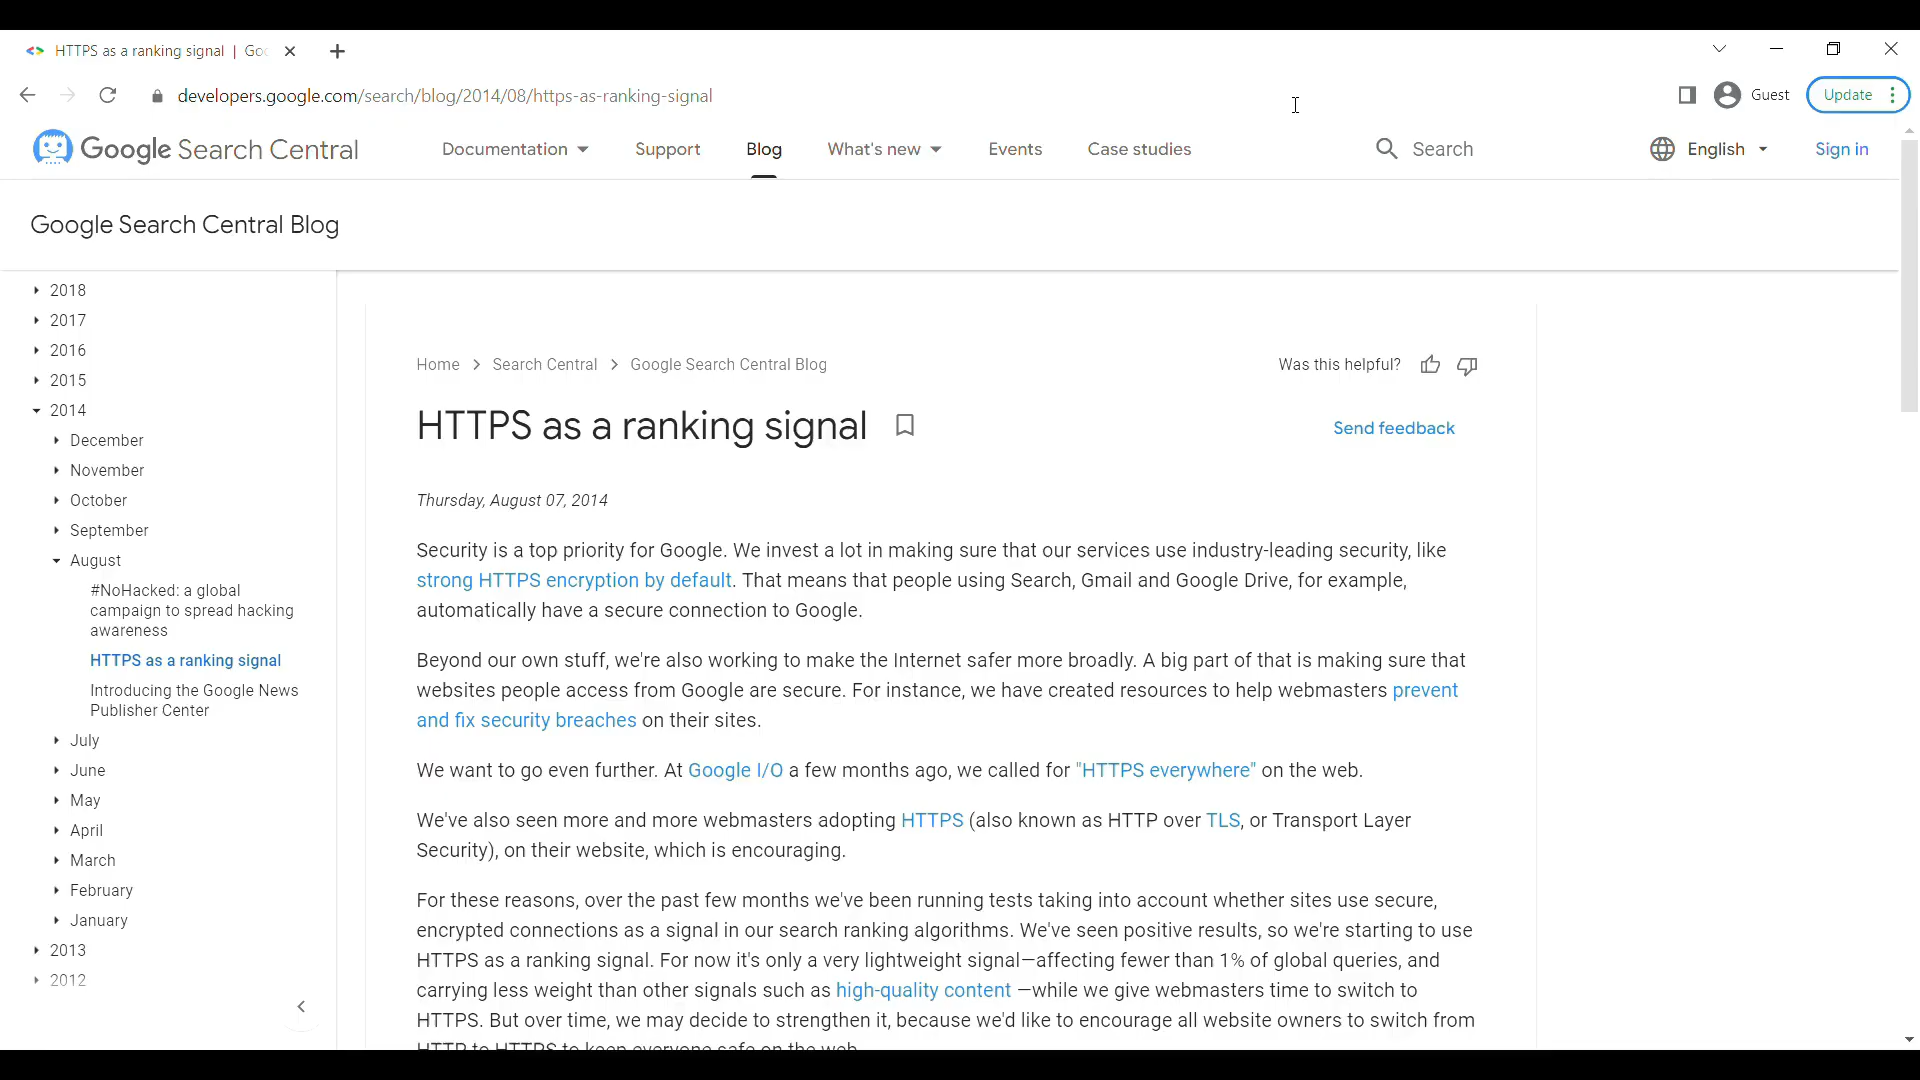 HTTPS as a ranking signal | Goo
developers.google.com/search/blog/2014/08/https-as-ranking-signal
Guest
Update
Google Search Central
Documentation
Support
Blog
What's new
Events
Case studies
Search
English
Sign in
Google Search Central Blog
2018
2017
2016
2015
2014
December
November
October
September
August
#NoHacked: a global
campaign to spread hacking
awareness
HTTPS as a ranking signal
Introducing the Google News
Publisher Center
July
June
May
April
March
February
January
2013
2012
Home > Search Central > Google Search Central Blog
Was this helpful?
HTTPS as a ranking signal
Send feedback
Thursday, August 07, 2014
Security is a top priority for Google. We invest a lot in making sure that our services use industry-leading security, like
strong HTTPS encryption by default. That means that people using Search, Gmail and Google Drive, for example,
automatically have a secure connection to Google.
Beyond our own stuff, we're also working to make the Internet safer more broadly. A big part of that is making sure that
websites people access from Google are secure. For instance, we have created resources to help webmasters prevent
and fix security breaches on their sites.
We want to go even further. At Google I/O a few months ago, we called for "HTTPS everywhere" on the web.
We've also seen more and more webmasters adopting HTTPS (also known as HTTP over TLS, or Transport Layer
Security), on their website, which is encouraging.
For these reasons, over the past few months we've been running tests taking into account whether sites use secure,
encrypted connections as a signal in our search ranking algorithms. We've seen positive results, so we're starting to use
HTTPS as a ranking signal. For now it's only a very lightweight signal—affecting fewer than 1% of global queries, and
carrying less weight than other signals such as high-quality content —while we give webmasters time to switch to
HTTPS. But over time, we may decide to strengthen it, because we'd like to encourage all website owners to switch from
HTTP to HTTPS to keep everyone safe on the web.